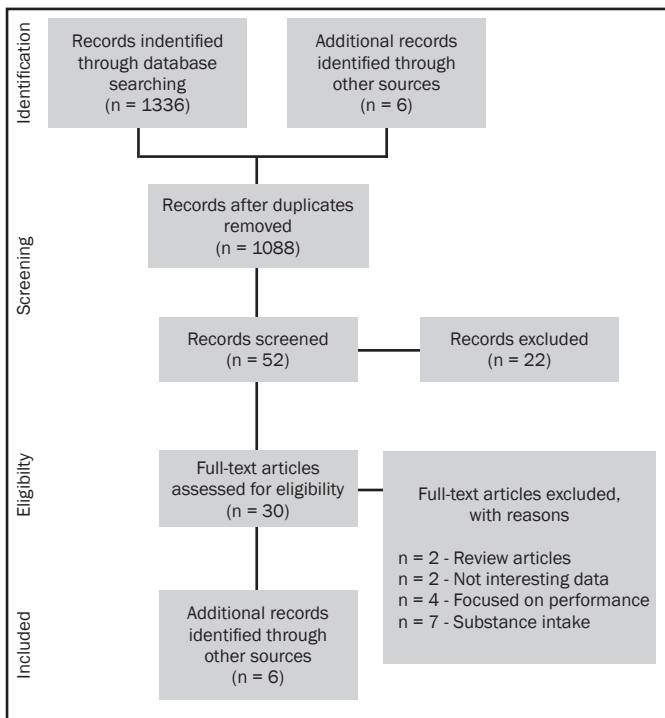 Identification
Records indentified
through database
searching
(n = 1336)
Additional records
identified through
other sources
(n = 6)
Screening
Records after duplicates
removed
(n = 1088)
Records screened
(n = 52)
Records excluded
(n = 22)
Eligibilty
Full-text articles
assessed for eligibility
(n = 30)
Full-text articles excluded,
with reasons
n = 2 - Review articles
n = 2 - Not interesting data
n = 4 - Focused on performance
n = 7 - Substance intake
Included
Additional records
identified through
other sources
(n = 6)